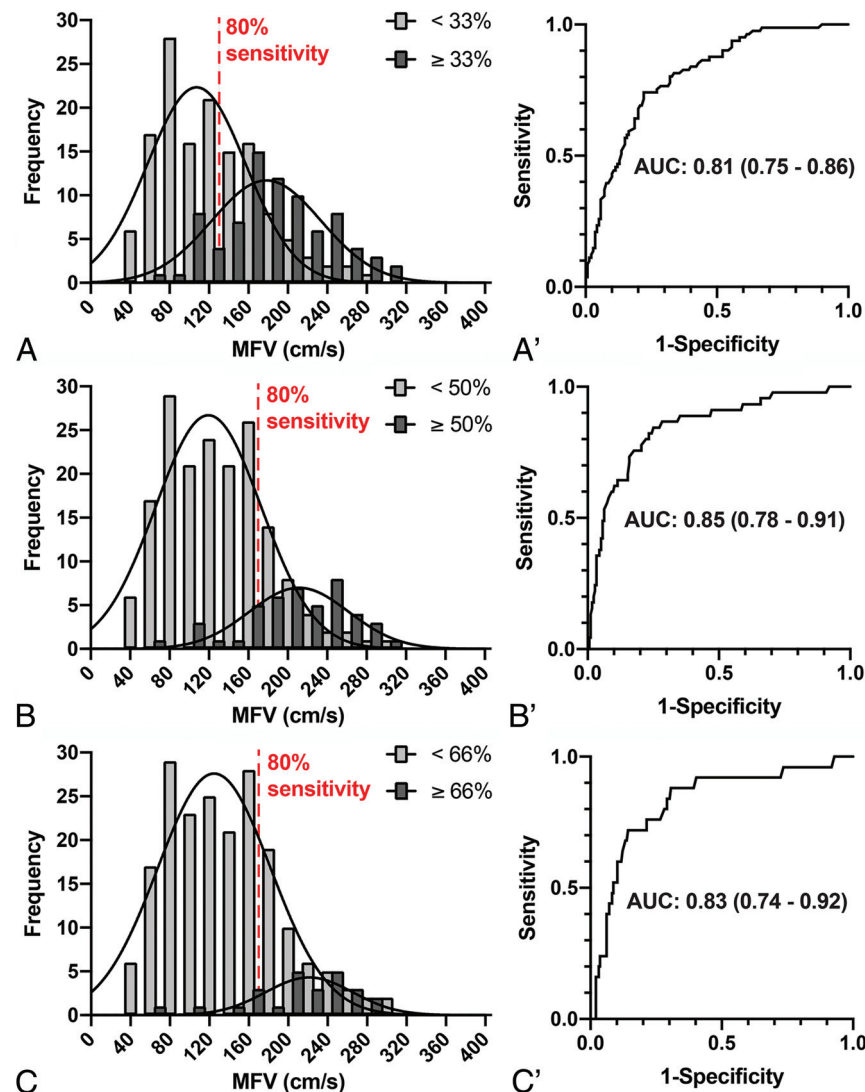 80%
sensitivity
< 33%
≥ 33%
Frequency
30
25
20
15
10
5
0
0 40 80 120 160 200 240 280 320 360 400
MFV (cm/s)
A
1.0
0.5
0.0
Sensitivity
AUC: 0.81 (0.75 - 0.86)
0.0 0.5 1.0
1-Specificity
A'
80%
sensitivity
< 50%
≥ 50%
Frequency
30
25
20
15
10
5
0
0 40 80 120 160 200 240 280 320 360 400
MFV (cm/s)
B
1.0
0.5
0.0
Sensitivity
AUC: 0.85 (0.78 - 0.91)
0.0 0.5 1.0
1-Specificity
B'
80%
sensitivity
< 66%
≥ 66%
Frequency
30
25
20
15
10
5
0
0 40 80 120 160 200 240 280 320 360 400
MFV (cm/s)
C
1.0
0.5
0.0
Sensitivity
AUC: 0.83 (0.74 - 0.92)
0.0 0.5 1.0
1-Specificity
C'